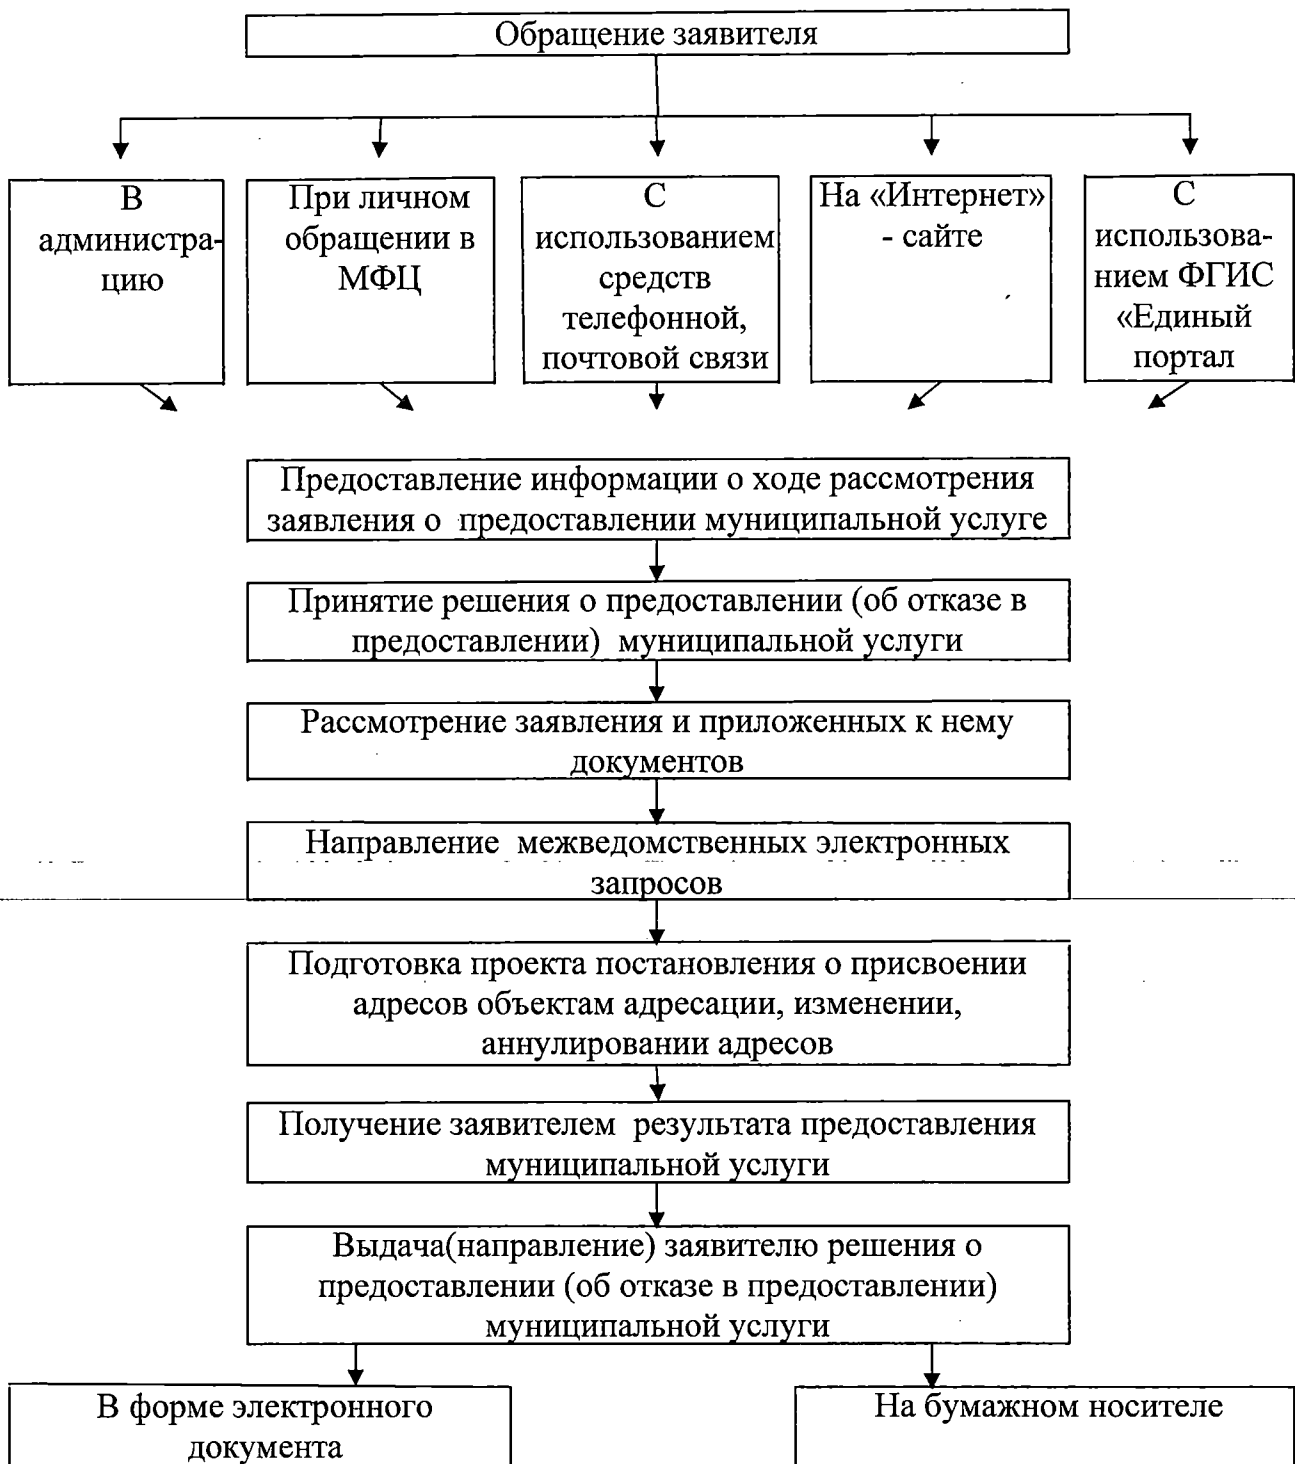 Обращение заявителя
В
администра-
цию
При личном
обращении в
МФЦ
С
использованием
средств
телефонной,
почтовой связи
На «Интернет»
- сайте
С
использова-
нием ФГИС
«Единый
портал
Предоставление информации о ходе рассмотрения
заявления о предоставлении муниципальной услуге
Принятие решения о предоставлении (об отказе в
предоставлении) муниципальной услуги
Рассмотрение заявления и приложенных к нему
документов
Направление межведомственных электронных
запросов
Подготовка проекта постановления о присвоении
адресов объектам адресации, изменении,
аннулировании адресов
Получение заявителем результата предоставления
муниципальной услуги
Выдача(направление) заявителю решения о
предоставлении (об отказе в предоставлении)
муниципальной услуги
В форме электронного
документа
На бумажном носителе